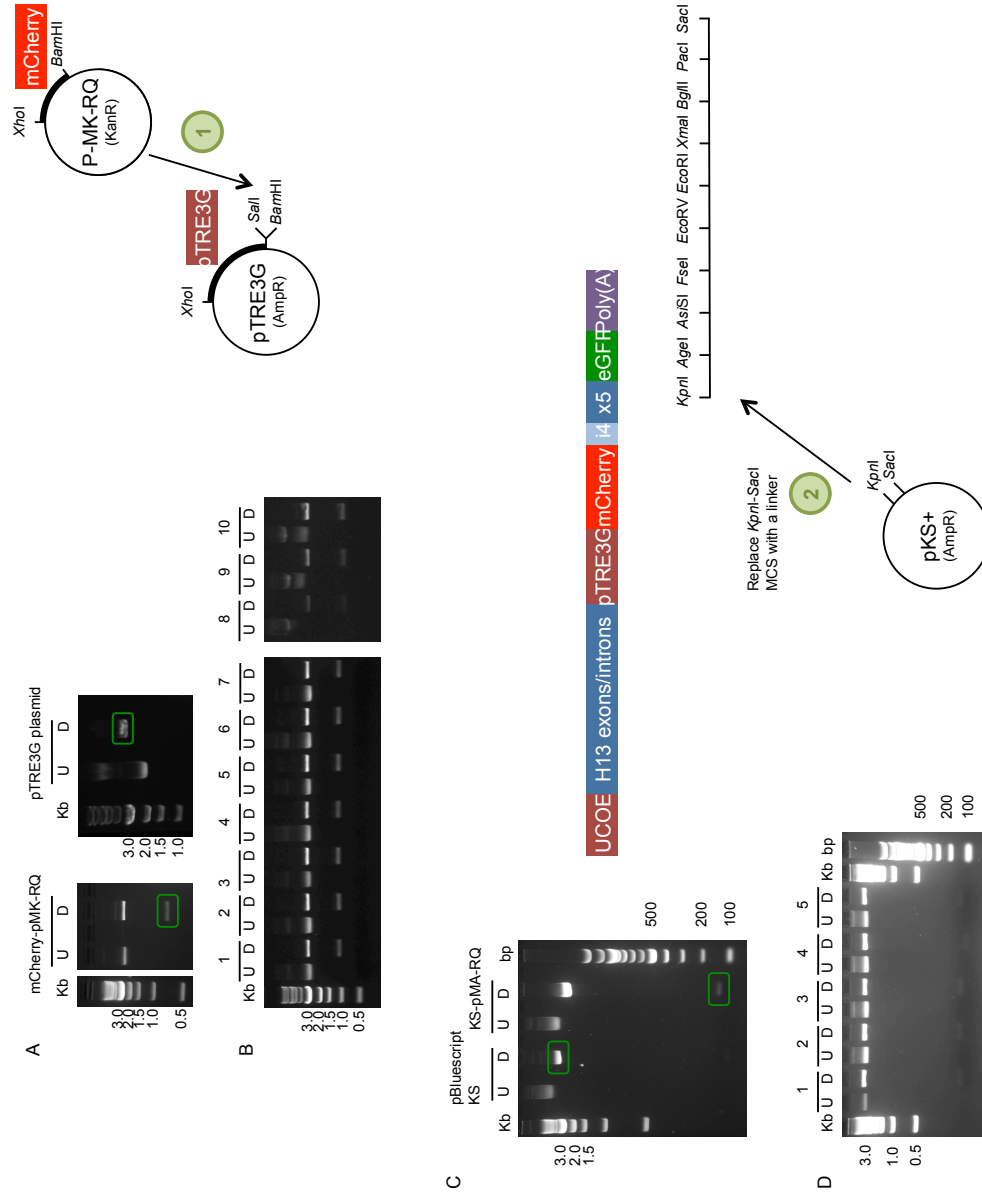 A
mCherry-pMK-RQ
pTRE3G plasmid
Kb U D
Kb U D
3.0
2.0
1.5
1.0
0.5
3.0
2.0
1.5
1.0
B
1 2 3 4 5 6 7 8 9 10
Kb U D U D U D U D U D U D U D U D U D U D
3.0
2.0
1.5
1.0
0.5
XhoI
mCherry
BamHI
P-MK-RQ
(KanR)
1
pTRE3G
XhoI
SalI
BamHI
pTRE3G
(AmpR)
C
pBluescript
KS
KS-pMA-RQ
Kb U D U D bp
3.0
2.0
1.5
500
200
100
UCOE H13 exons/introns pTRE3G mCherry i4 x5 eGFP Poly(A)
D
1 2 3 4 5
Kb U D U D U D U D U D Kb bp
3.0
1.0
0.5
500
200
100
Replace KpnI-SacI
MCS with a linker
2
KpnI
SacI
pKS+
(AmpR)
KpnI AgeI AsiSI FseI EcoRV EcoRI XmaI BglII PacI SacI